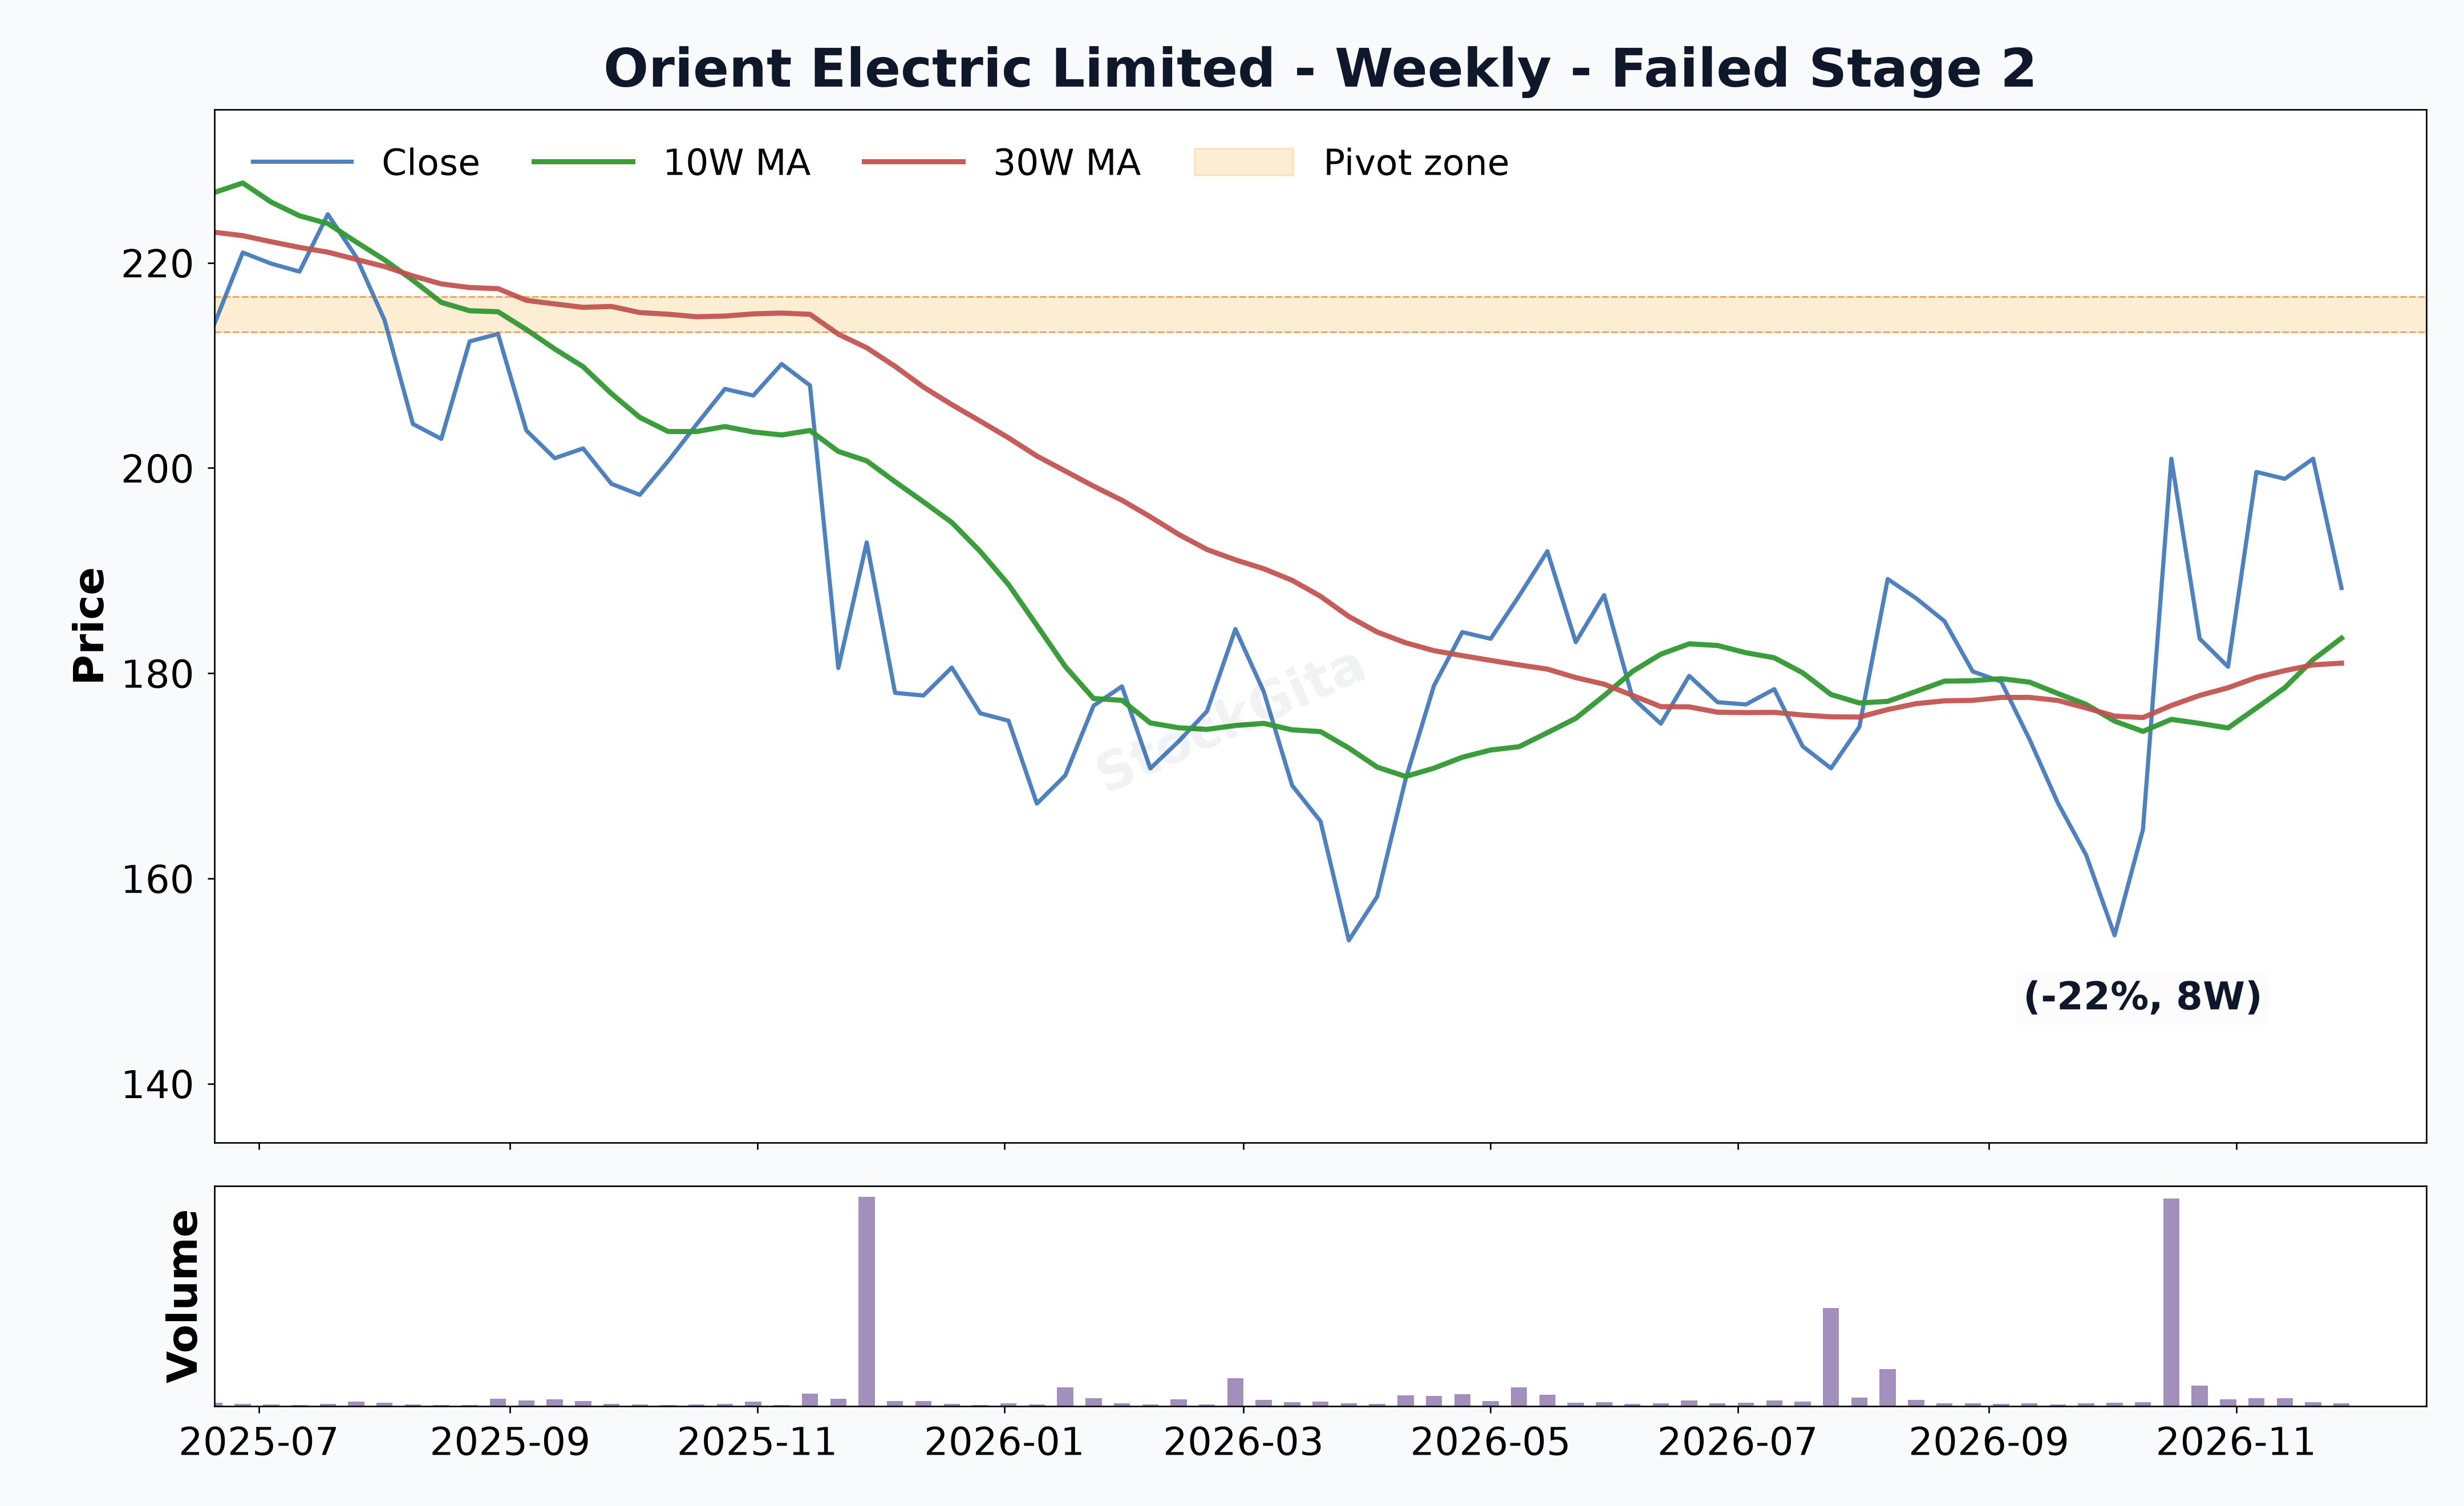 Orient Electric Limited - Weekly - Failed Stage 2
Close 10W MA 30W MA Pivot zone
220
200
180
160
140
Price
StockGita
(-22%, 8W)
Volume
2025-07 2025-09 2025-11 2026-01 2026-03 2026-05 2026-07 2026-09 2026-11